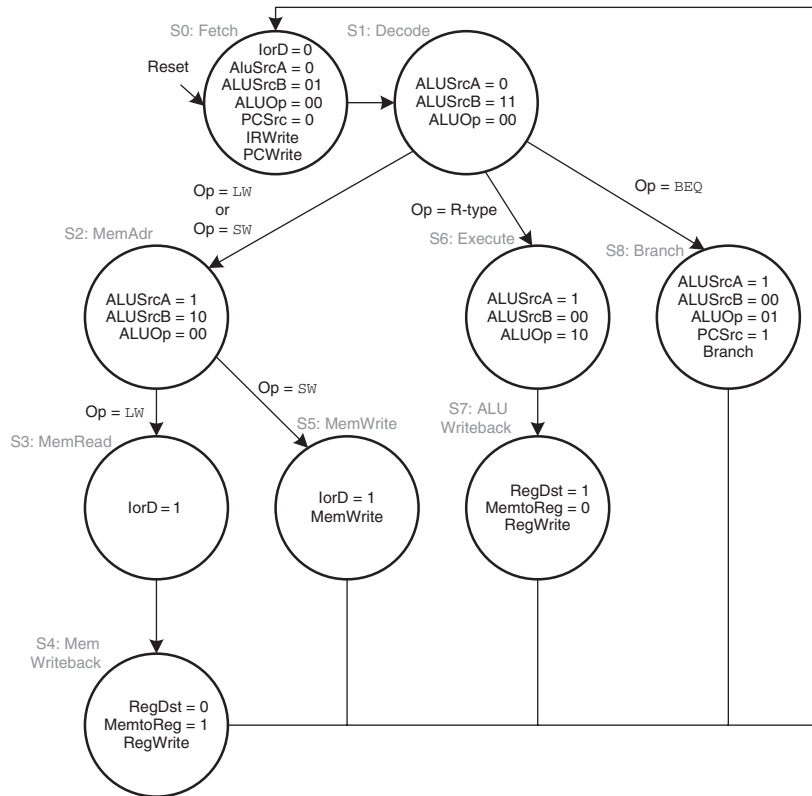 S0: Fetch
S1: Decode
Reset
IorD = 0
AluSrcA = 0
ALUSrcB = 01
ALUOp = 00
PCSrc = 0
IRWrite
PCWrite
ALUSrcA = 0
ALUSrcB = 11
ALUOp = 00
Op = LW
or
Op = SW
Op = R-type
Op = BEQ
S2: MemAdr
S6: Execute
S8: Branch
ALUSrcA = 1
ALUSrcB = 10
ALUOp = 00
ALUSrcA = 1
ALUSrcB = 00
ALUOp = 10
ALUSrcA = 1
ALUSrcB = 00
ALUOp = 01
PCSrc = 1
Branch
Op = LW
Op = SW
S3: MemRead
S5: MemWrite
S7: ALU
Writeback
IorD = 1
IorD = 1
MemWrite
RegDst = 1
MemtoReg = 0
RegWrite
S4: Mem
Writeback
RegDst = 0
MemtoReg = 1
RegWrite